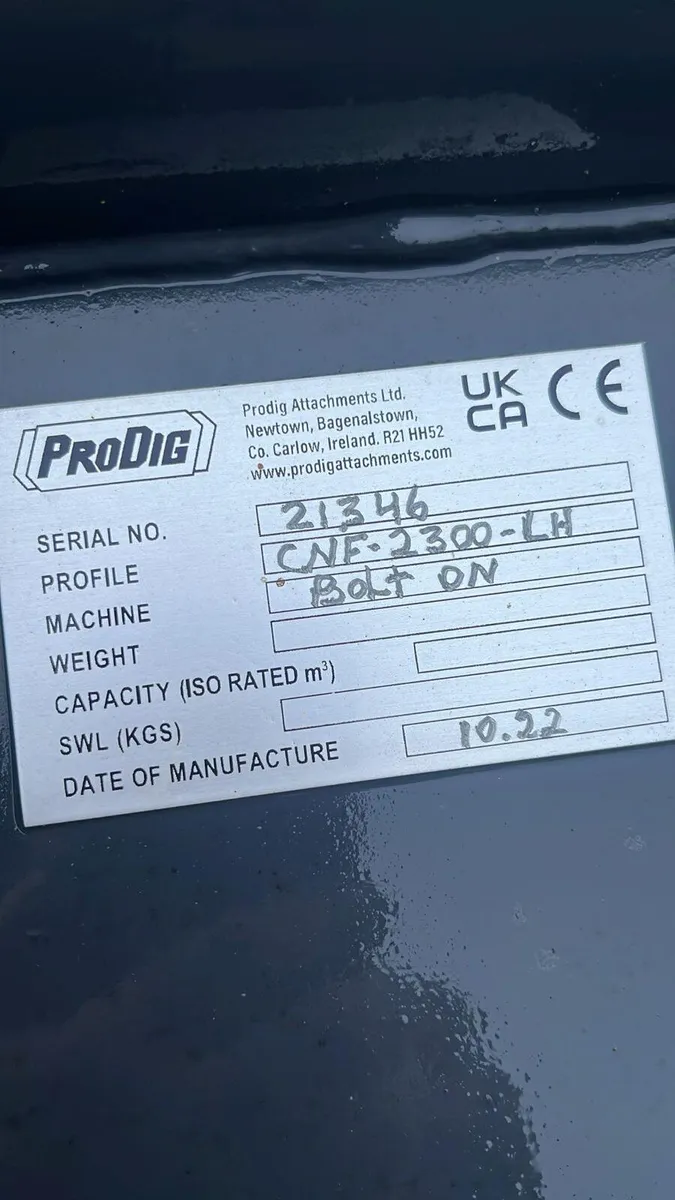 PRODIG
Prodig Attachments Ltd.
Newtown, Bagenalstown,
Co. Carlow, Ireland. R21 HH52
www.prodigattachments.com
UK
CA
CE
SERIAL NO. 21346
PROFILE CNF-2300-LH
MACHINE Bolt ON
WEIGHT
CAPACITY (ISO RATED m³)
SWL (KGS)
DATE OF MANUFACTURE 10.22